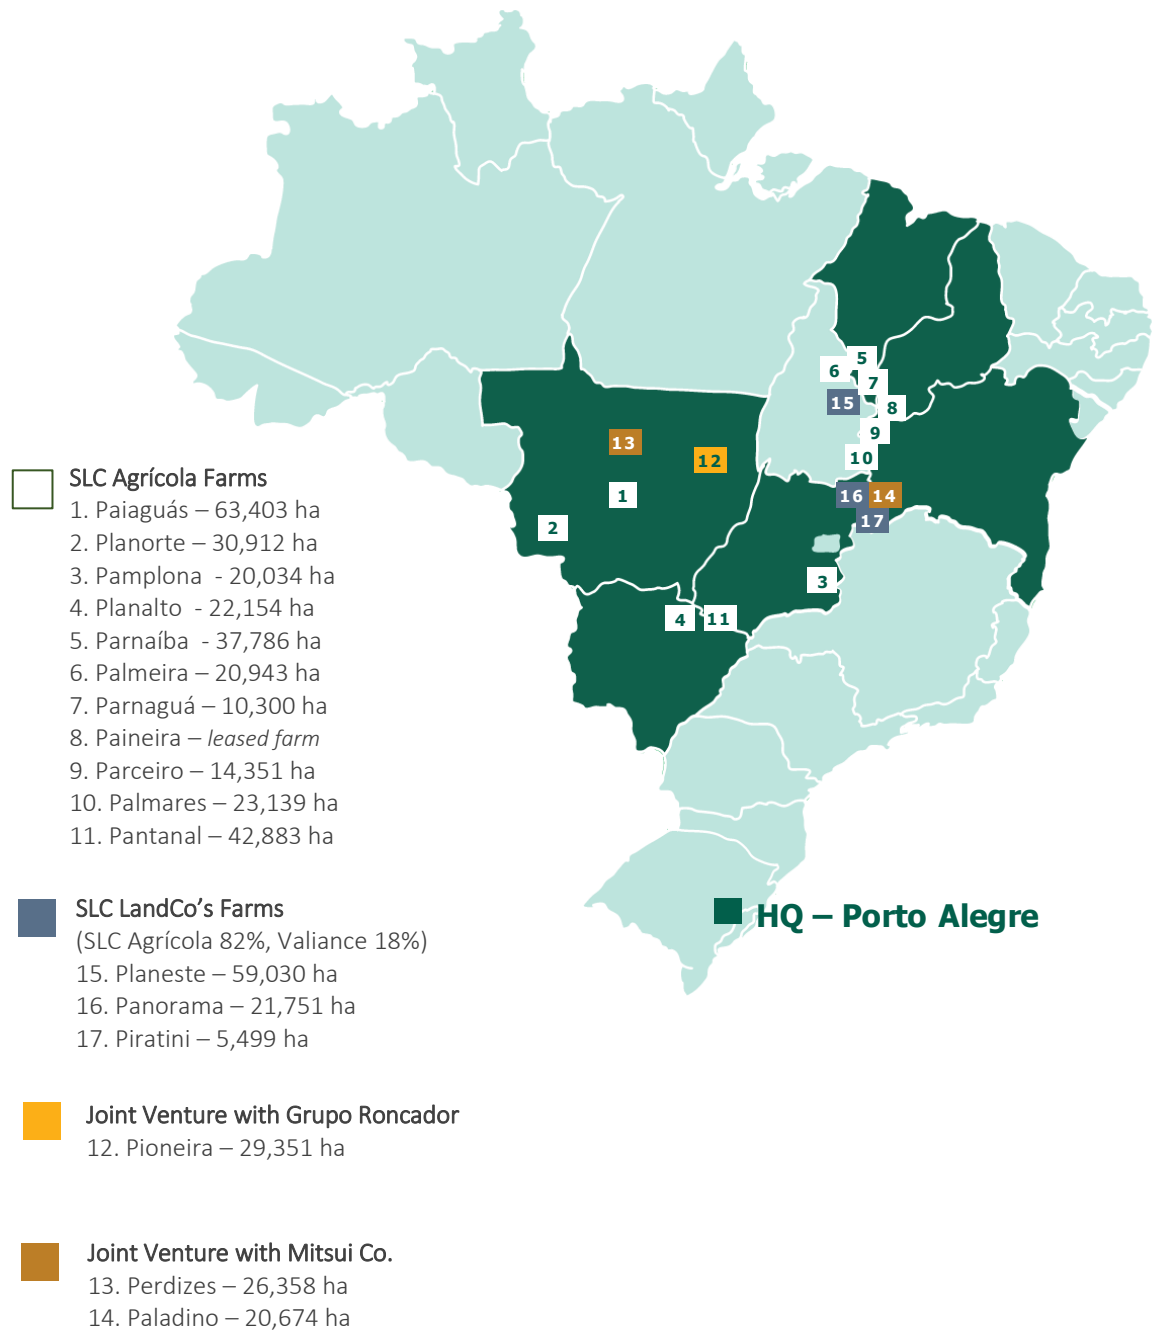 5
6
7
15
8
9
13
12
10
1
16 14
2
17
3
4 11
SLC Agrícola Farms
1. Paiaguás – 63,403 ha
2. Planorte – 30,912 ha
3. Pamplona - 20,034 ha
4. Planalto - 22,154 ha
5. Parnaíba - 37,786 ha
6. Palmeira – 20,943 ha
7. Parnaguá – 10,300 ha
8. Paineira – leased farm
9. Parceiro – 14,351 ha
10. Palmares – 23,139 ha
11. Pantanal – 42,883 ha
HQ – Porto Alegre
SLC LandCo’s Farms
(SLC Agrícola 82%, Valiance 18%)
15. Planeste – 59,030 ha
16. Panorama – 21,751 ha
17. Piratini – 5,499 ha
Joint Venture with Grupo Roncador
12. Pioneira – 29,351 ha
Joint Venture with Mitsui Co.
13. Perdizes – 26,358 ha
14. Paladino – 20,674 ha